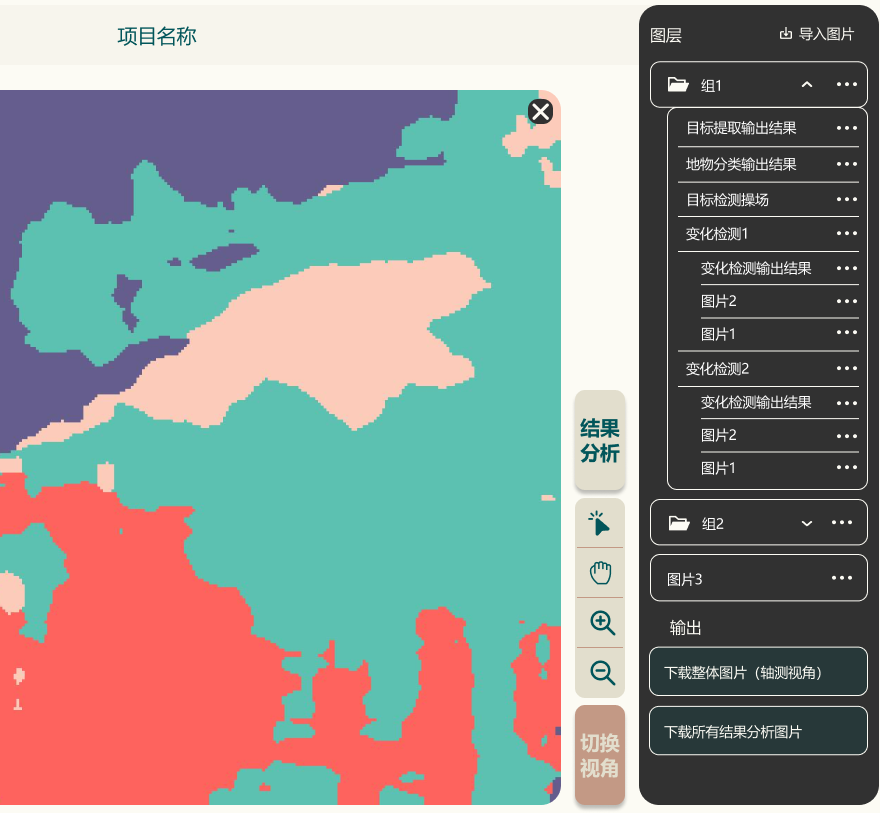 项目名称
结果
分析
切换
视角
图层
导入图片
组1
目标提取输出结果
地物分类输出结果
目标检测操场
变化检测1
变化检测输出结果
图片2
图片1
变化检测2
变化检测输出结果
图片2
图片1
组2
图片3
输出
下载整体图片（轴测视角）
下载所有结果分析图片